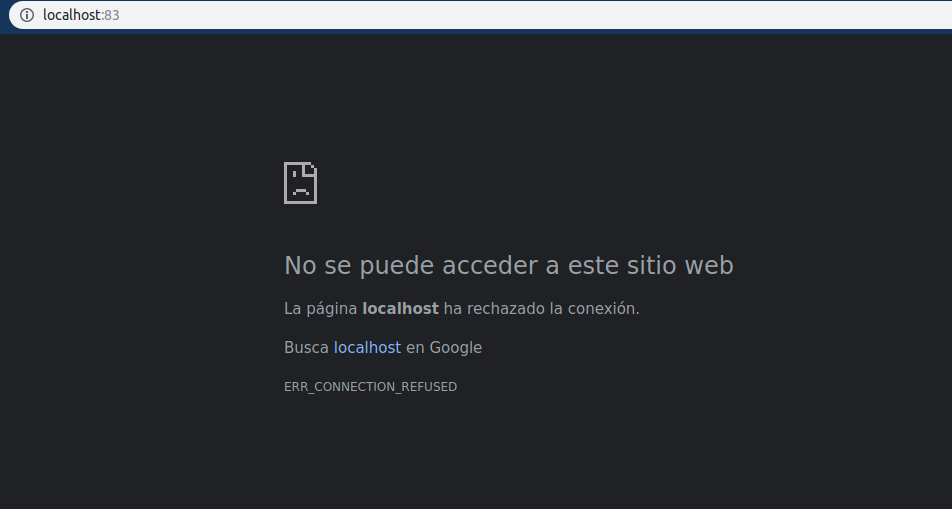 localhost:83
No se puede acceder a este sitio web
La página localhost ha rechazado la conexión.
Busca localhost en Google
ERR_CONNECTION_REFUSED